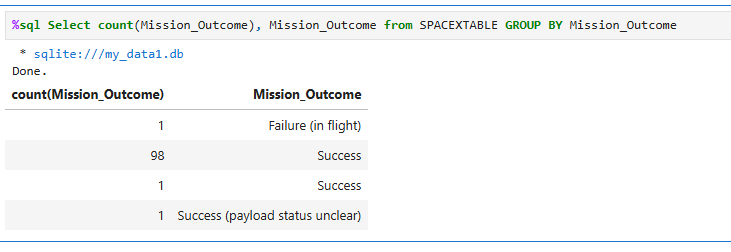 %sql Select count(Mission_Outcome), Mission_Outcome from SPACEXTABLE GROUP BY Mission_Outcome
* sqlite:///my_data1.db
Done.
count(Mission_Outcome) Mission_Outcome
1 Failure (in flight)
98 Success
1 Success
1 Success (payload status unclear)